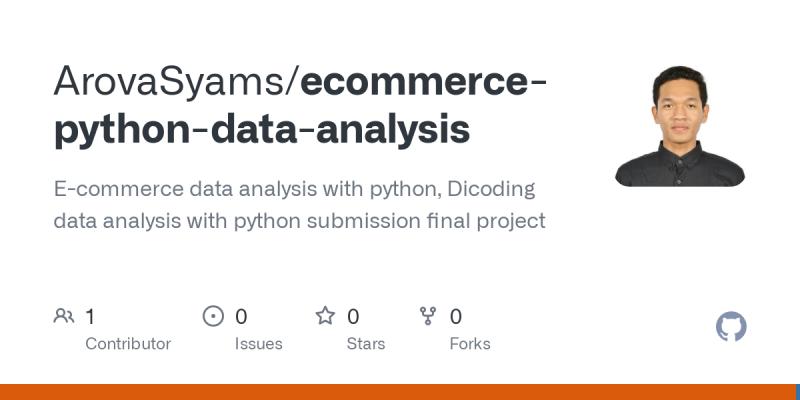 ArovaSyams/ecommerce-
python-data-analysis
E-commerce data analysis with python, Dicoding
data analysis with python submission final project
1
Contributor
0
Issues
0
Stars
0
Forks